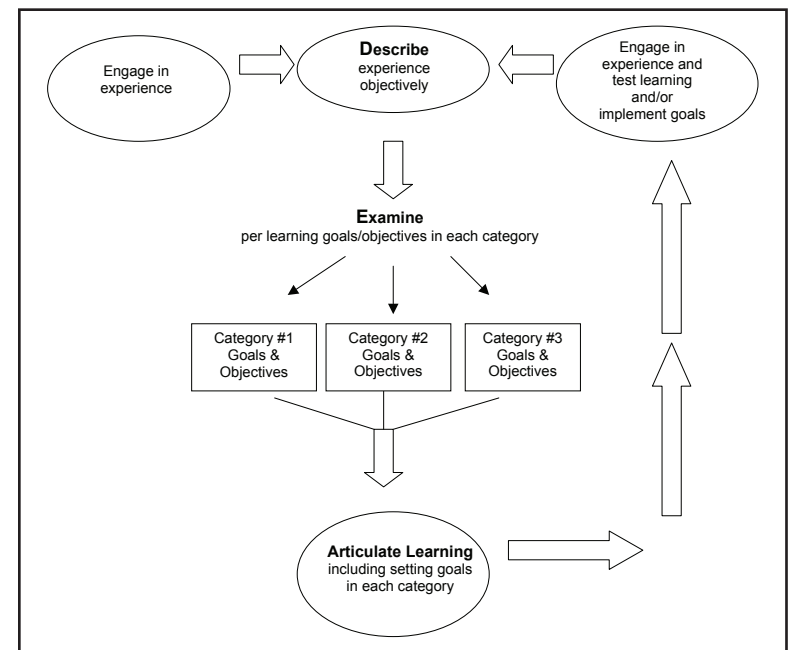 Engage in
experience
Describe
experience
objectively
Engage in
experience and
test learning
and/or
implement goals
Examine
per learning goals/objectives in each category
Category #1
Goals &
Objectives
Category #2
Goals &
Objectives
Category #3
Goals &
Objectives
Articulate Learning
including setting goals
in each category